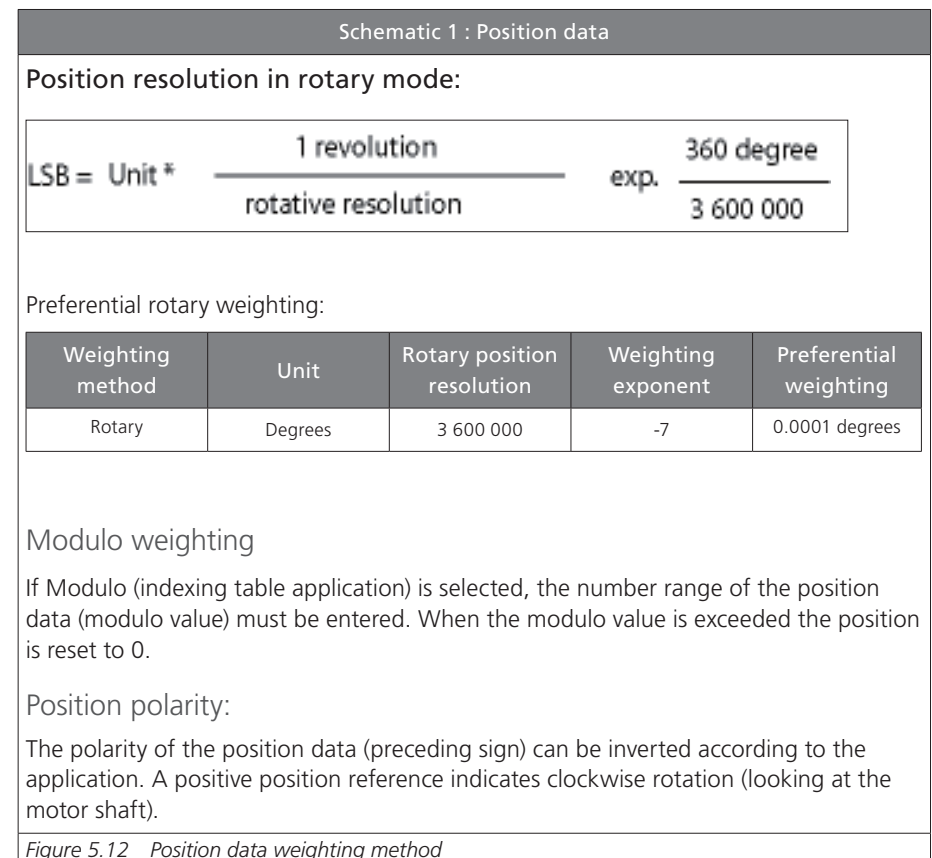 Schematic 1 : Position data
Position resolution in rotary mode:
LSB = Unit * 1 revolution / rotative resolution exp. 360 degree / 3 600 000
Preferential rotary weighting:
Weighting method Unit Rotary position resolution Weighting exponent Preferential weighting
Rotary Degrees 3 600 000 -7 0.0001 degrees
Modulo weighting
If Modulo (indexing table application) is selected, the number range of the position
data (modulo value) must be entered. When the modulo value is exceeded the position
is reset to 0.
Position polarity:
The polarity of the position data (preceding sign) can be inverted according to the
application. A positive position reference indicates clockwise rotation (looking at the
motor shaft).
Figure 5.12 Position data weighting method